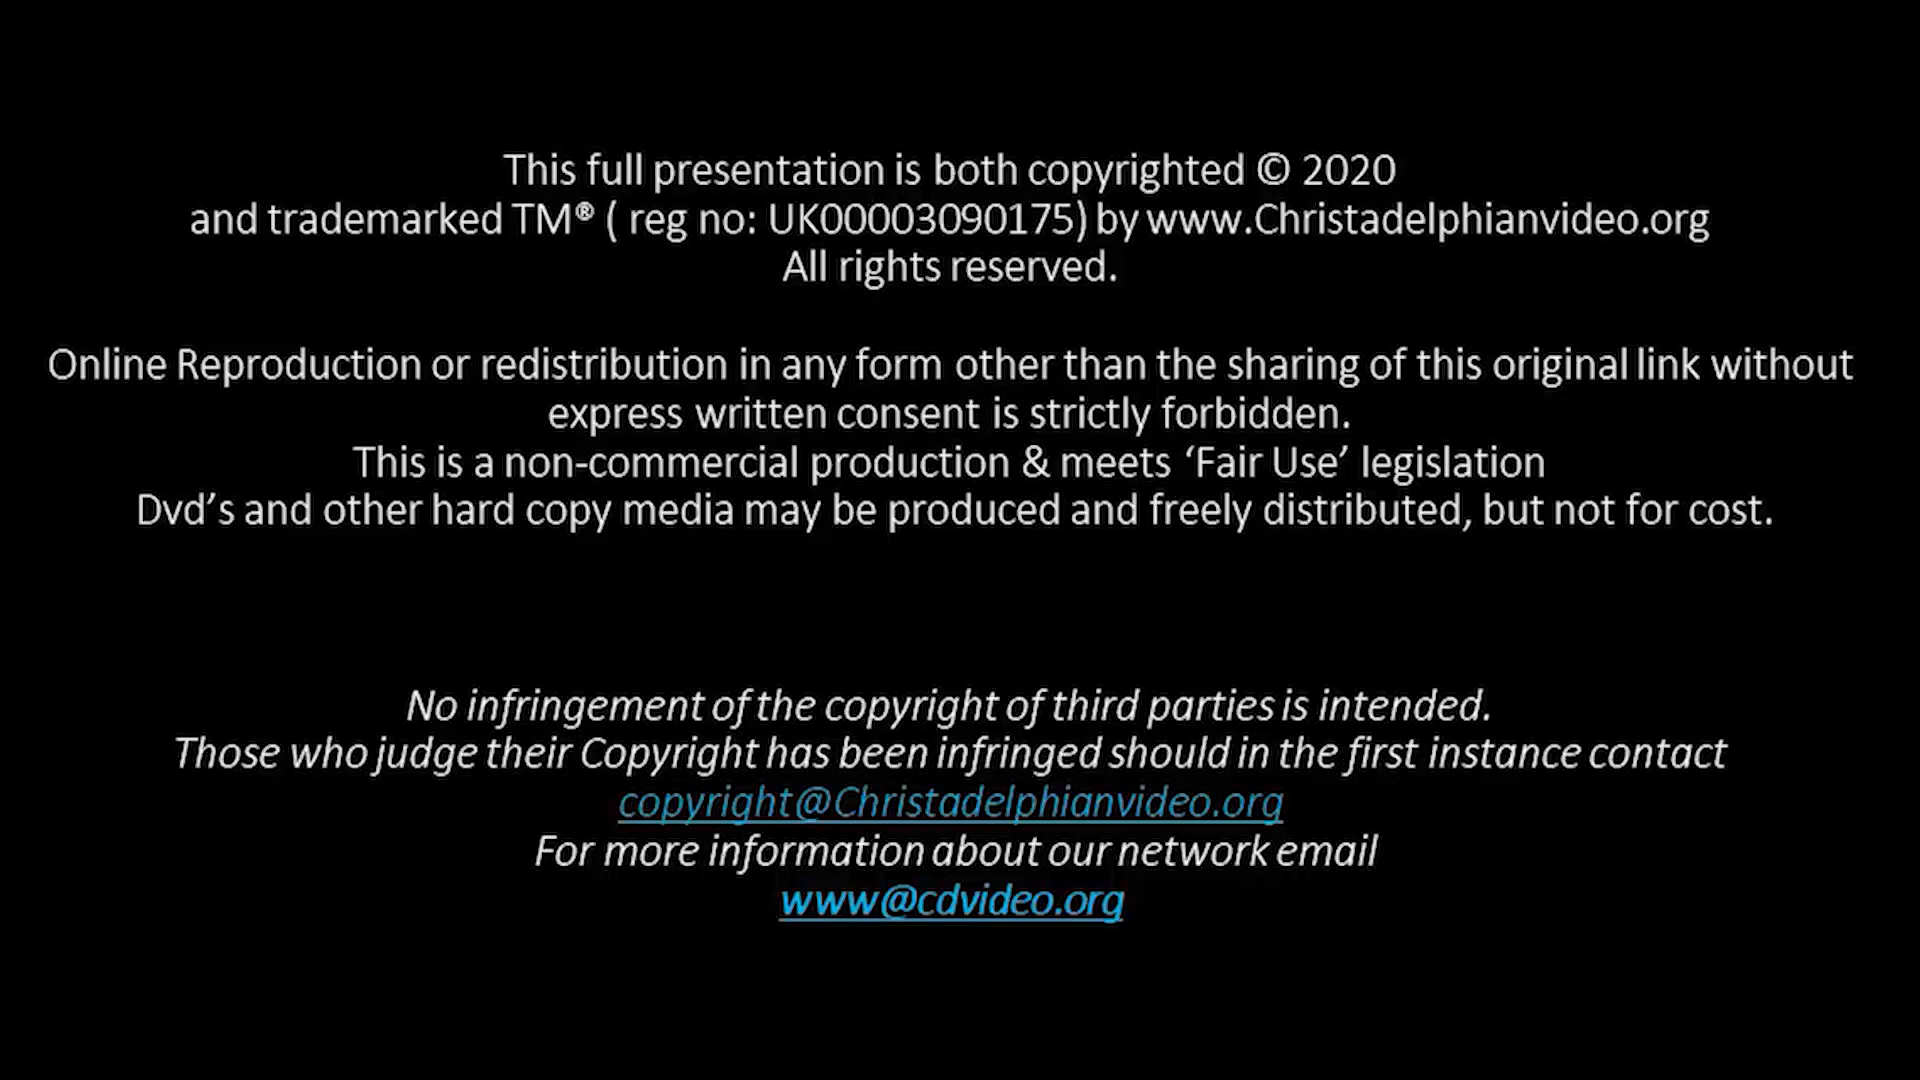 This full presentation is both copyrighted © 2020
and trademarked TM® ( reg no: UK00003090175) by www.Christadelphianvideo.org
All rights reserved.
Online Reproduction or redistribution in any form other than the sharing of this original link without
express written consent is strictly forbidden.
This is a non-commercial production & meets ‘Fair Use’ legislation
Dvd’s and other hard copy media may be produced and freely distributed, but not for cost.
No infringement of the copyright of third parties is intended.
Those who judge their Copyright has been infringed should in the first instance contact
copyright@Christadelphianvideo.org
For more information about our network email
www@cdvideo.org